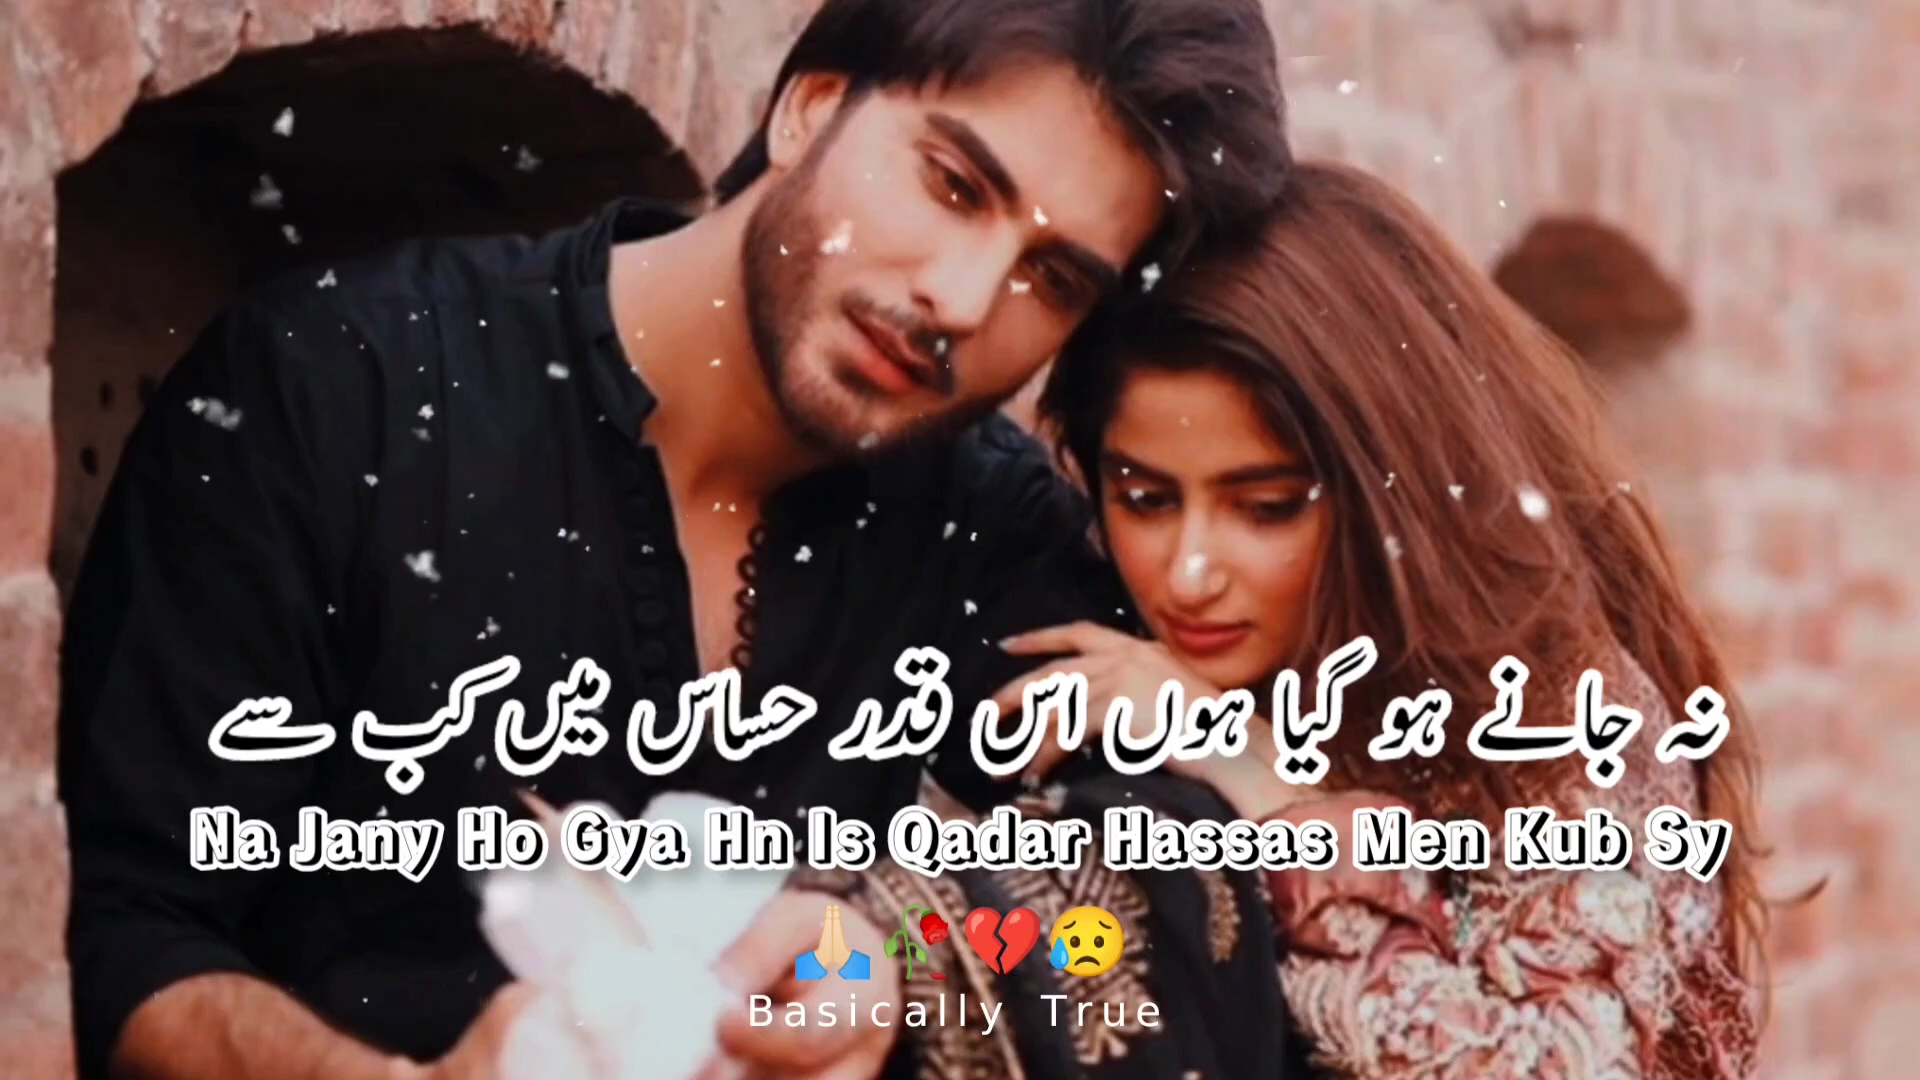 نہ جانے ہو گیا ہوں اس قدر حساس میں کب سے
Na Jany Ho Gya Hn Is Qadar Hassas Men Kub Sy
🙏🏻🥀💔😥
Basically True